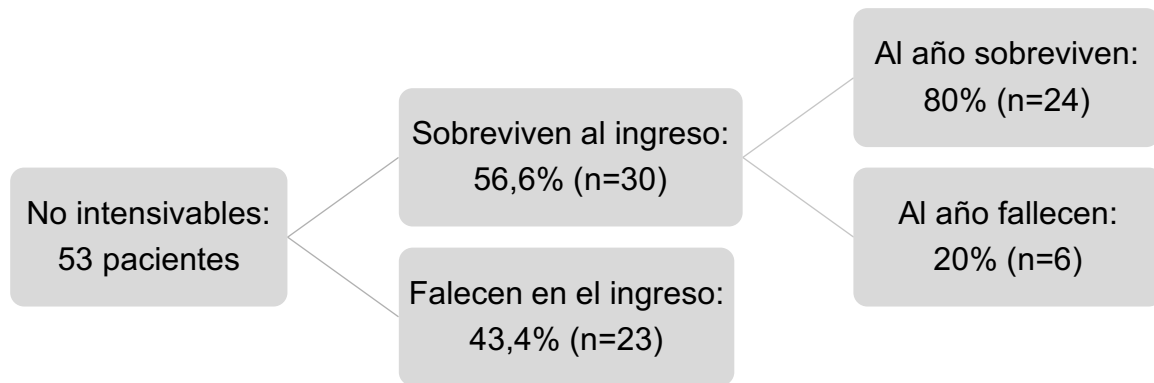 No intensivables:
53 pacientes
Sobreviven al ingreso:
56,6% (n=30)
Falecen en el ingreso:
43,4% (n=23)
Al año sobreviven:
80% (n=24)
Al año fallecen:
20% (n=6)